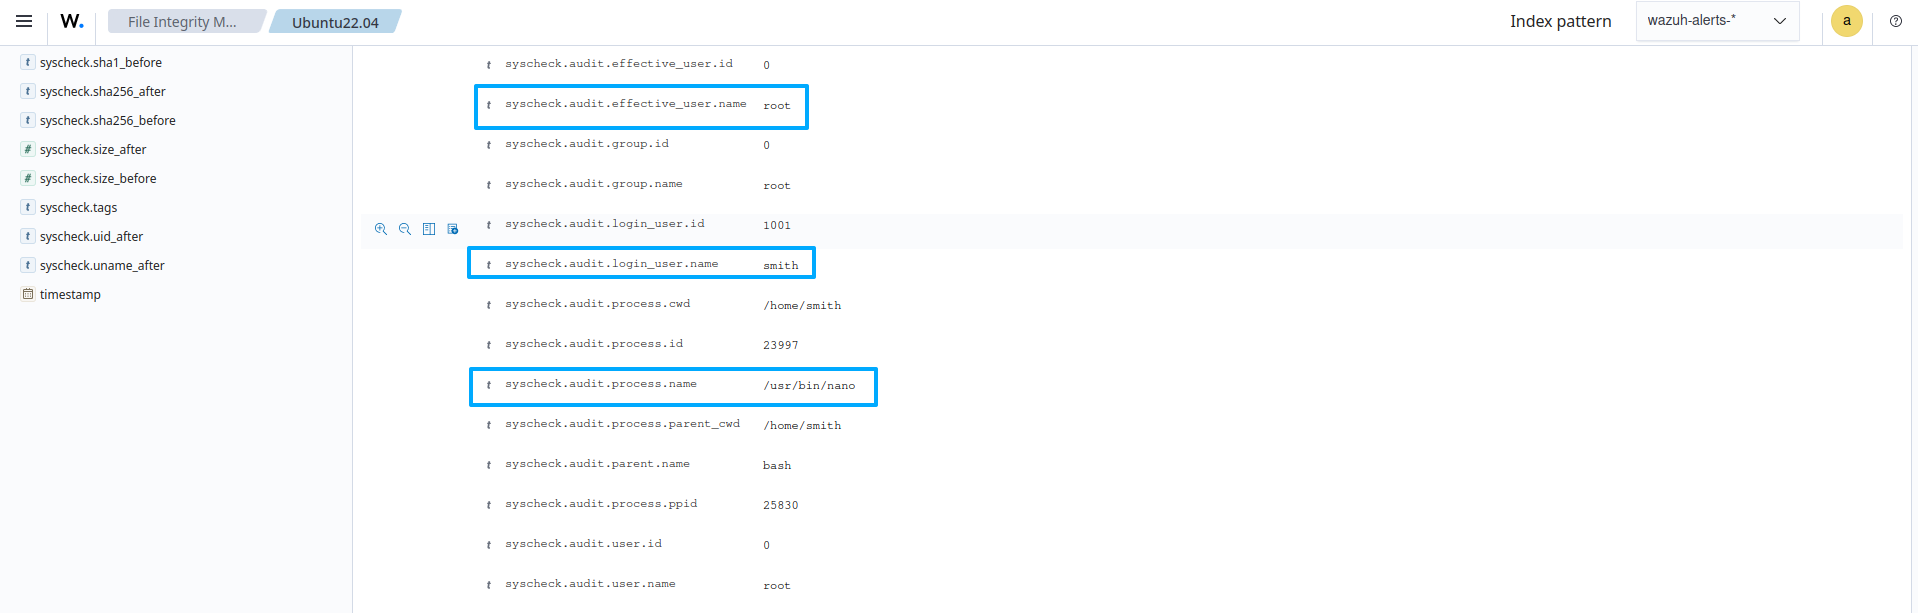 W. File Integrity M... Ubuntu22.04 Index pattern wazuh-alerts-* a
syscheck.sha1_before
syscheck.sha256_after
syscheck.sha256_before
syscheck.size_after
syscheck.size_before
syscheck.tags
syscheck.uid_after
syscheck.uname_after
timestamp
t syscheck.audit.effective_user.id 0
t syscheck.audit.effective_user.name root
t syscheck.audit.group.id 0
t syscheck.audit.group.name root
t syscheck.audit.login_user.id 1001
t syscheck.audit.login_user.name smith
t syscheck.audit.process.cwd /home/smith
t syscheck.audit.process.id 23997
t syscheck.audit.process.name /usr/bin/nano
t syscheck.audit.process.parent_cwd /home/smith
t syscheck.audit.parent.name bash
t syscheck.audit.process.ppid 25830
t syscheck.audit.user.id 0
t syscheck.audit.user.name root